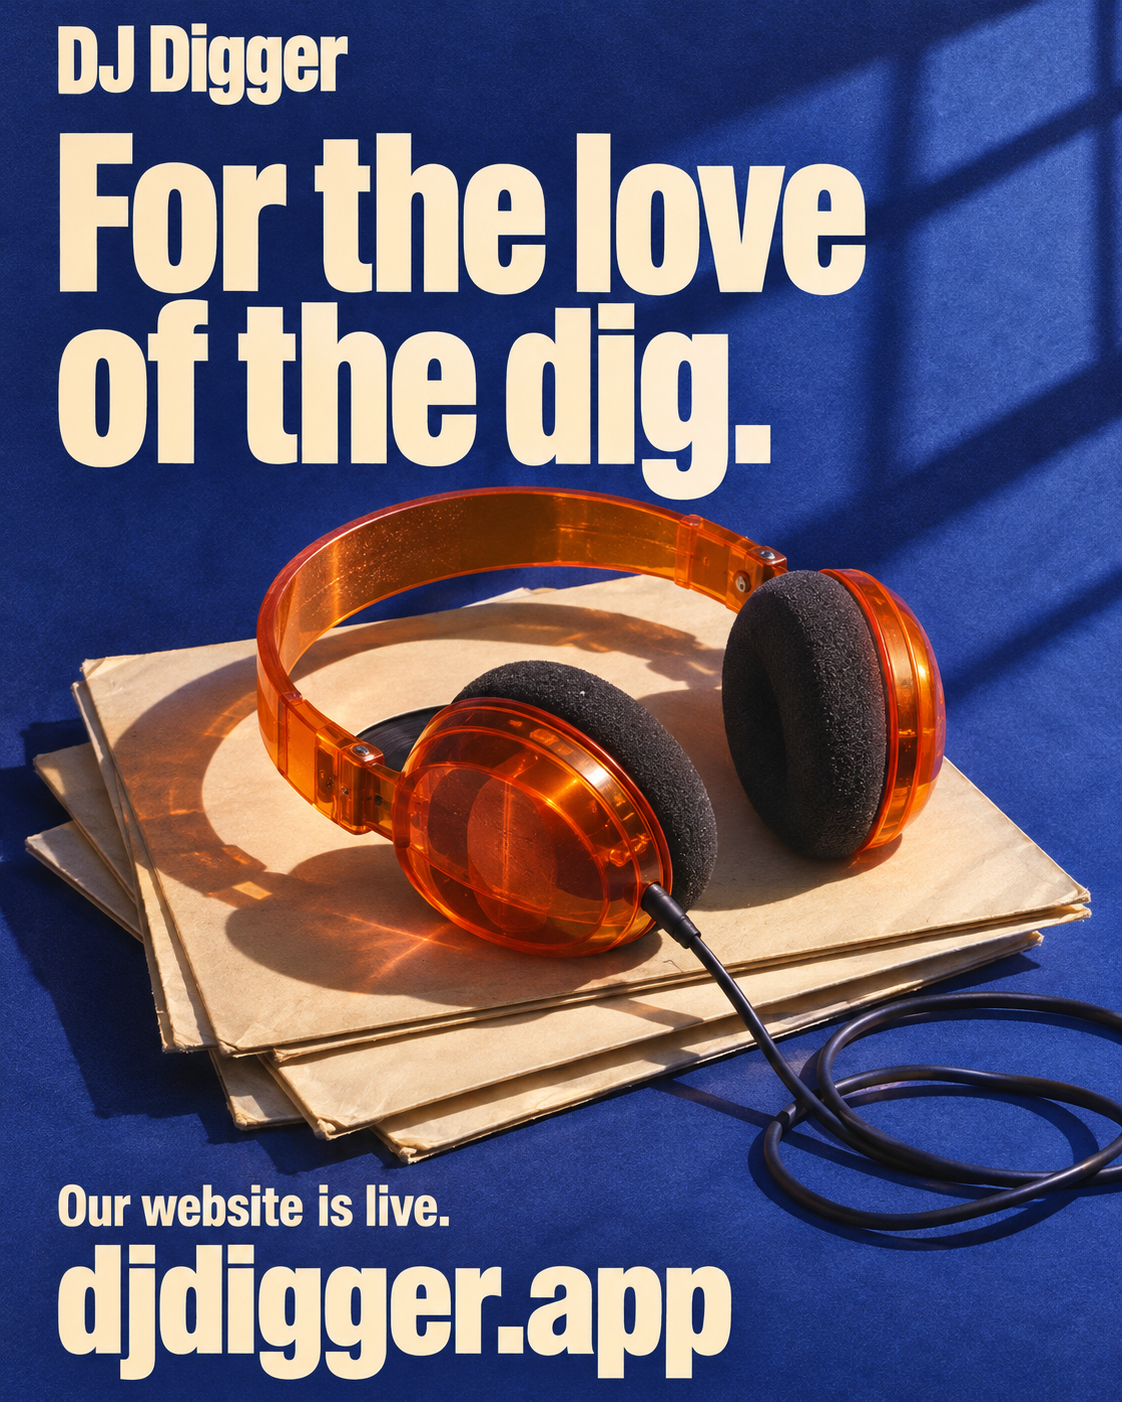 DJ Digger
For the love
of the dig.
Our website is live.
djdigger.app